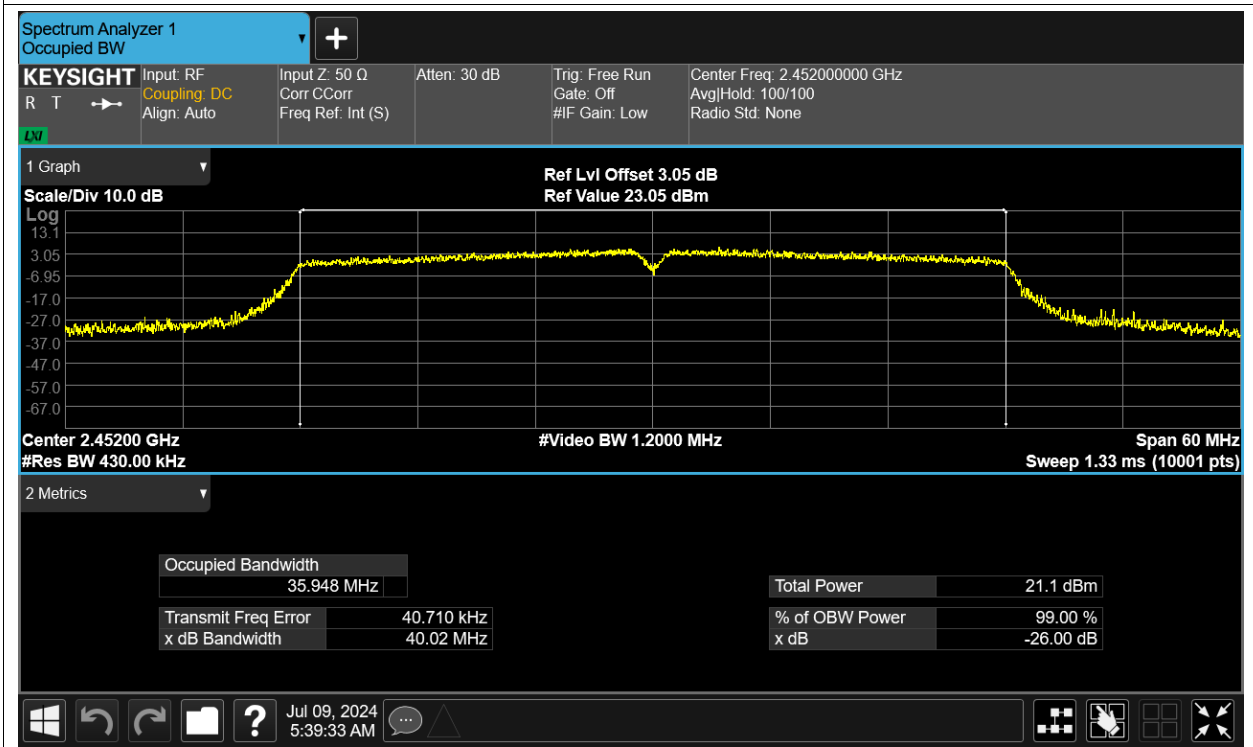 Spectrum Analyzer 1
Occupied BW
KEYSIGHT Input: RF Input Z: 50 Ω Atten: 30 dB Trig: Free Run Center Freq: 2.452000000 GHz
R T Coupling: DC Corr CCorr Gate: Off Avg|Hold: 100/100
Align: Auto Freq Ref: Int (S) #IF Gain: Low Radio Std: None
LXI
1 Graph
Ref Lvl Offset 3.05 dB
Scale/Div 10.0 dB Ref Value 23.05 dBm
Log
13.1
3.05
-6.95
-17.0
-27.0
-37.0
-47.0
-57.0
-67.0
Center 2.45200 GHz #Video BW 1.2000 MHz Span 60 MHz
#Res BW 430.00 kHz Sweep 1.33 ms (10001 pts)
2 Metrics
Occupied Bandwidth
35.948 MHz Total Power 21.1 dBm
Transmit Freq Error 40.710 kHz % of OBW Power 99.00 %
x dB Bandwidth 40.02 MHz x dB -26.00 dB
Jul 09, 2024
5:39:33 AM